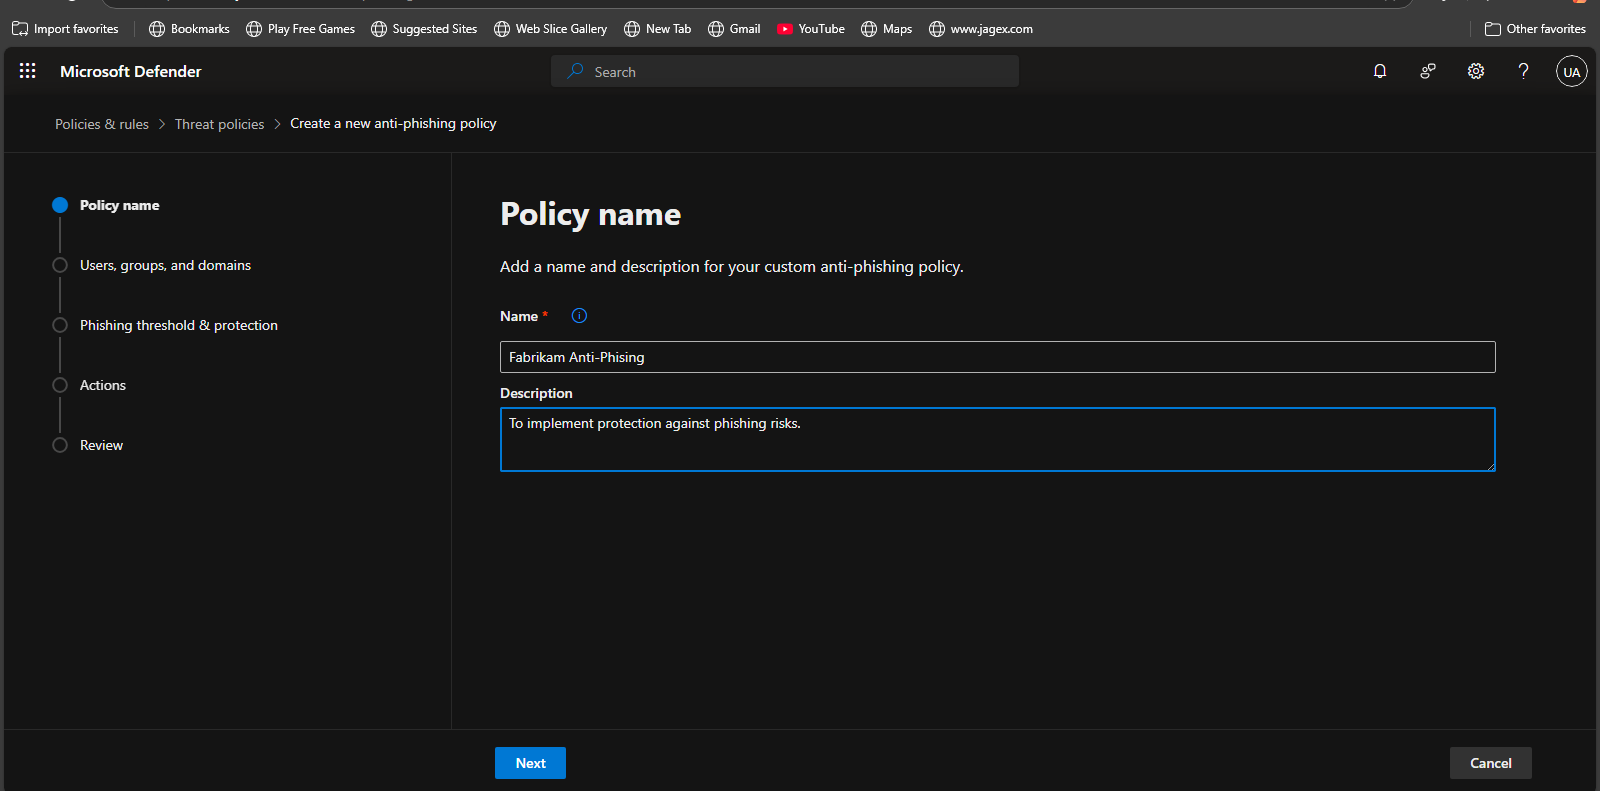 Import favorites Bookmarks Play Free Games Suggested Sites Web Slice Gallery New Tab Gmail YouTube Maps www.jagex.com Other favorites
Microsoft Defender Search ? UA
Policies & rules > Threat policies > Create a new anti-phishing policy
Policy name
Users, groups, and domains
Phishing threshold & protection
Actions
Review
Policy name
Add a name and description for your custom anti-phishing policy.
Name *
Fabrikam Anti-Phising
Description
To implement protection against phishing risks.
Next Cancel